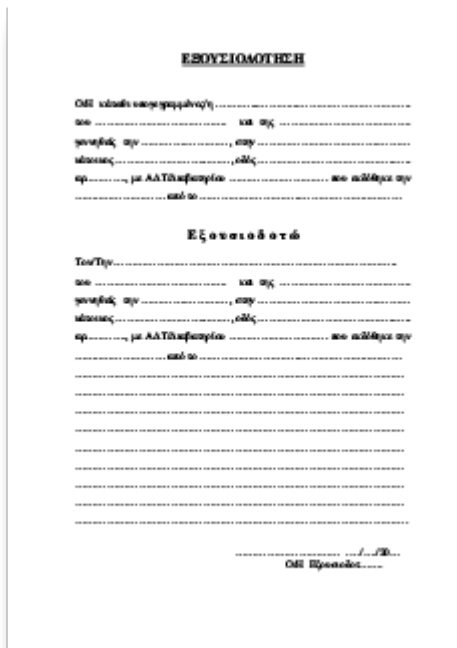 ΕΞΟΥΣΙΟΔΟΤΗΣΗ
Ο/Η κάτωθι υπογεγραμμένος/η ................................................................
του ........................................ και της ........................................
γεννηθείς την ............................, στην ..............................................
κάτοικος ...................................., οδός..............................................
αρ............, με ΑΔΤ/διαβατηρίου ............................... που εκδόθηκε την
.............................από το ................................................................
Εξουσιοδοτώ
Τον/Την..........................................................................................
του ........................................ και της ........................................
γεννηθείς την ............................, στην ..............................................
κάτοικος....................................., οδός..............................................
αρ............, με ΑΔΤ/διαβατηρίου ............................... που εκδόθηκε την
.............................από το ................................................................
................................ ..../..../20....
Ο/Η